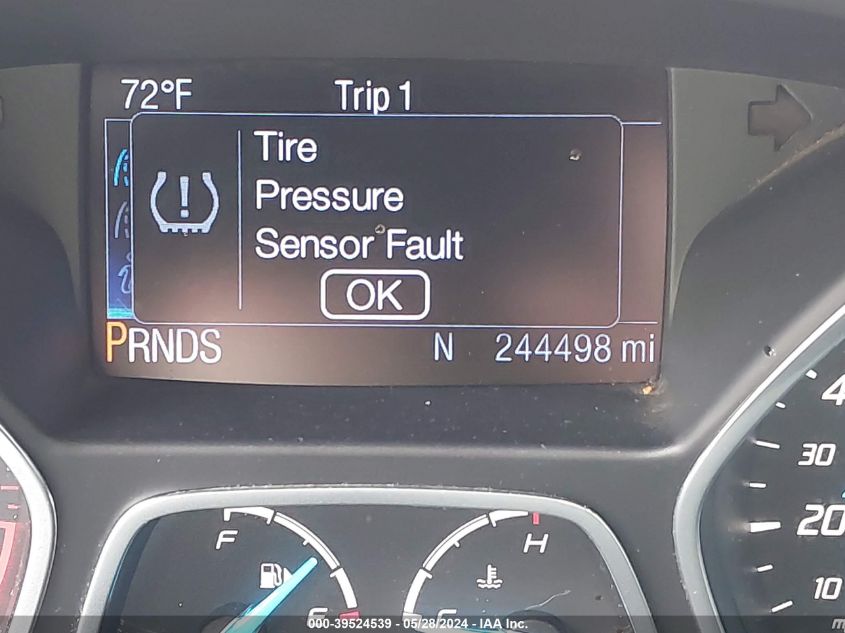 72°F Trip 1
Tire
Pressure
Sensor Fault
OK
PRNDS N 244498 mi
4
30
20
10
F H
000-39524539 - 05/28/2024 - IAA Inc.